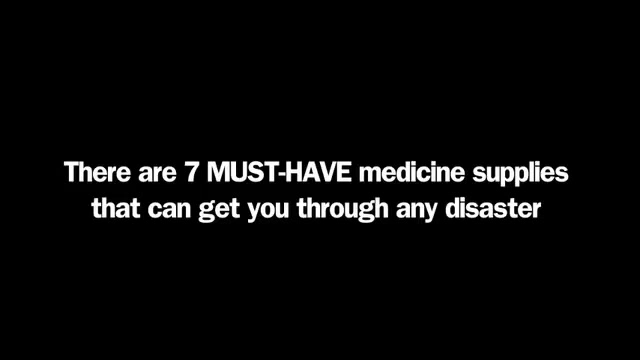 There are 7 MUST-HAVE medicine supplies
that can get you through any disaster